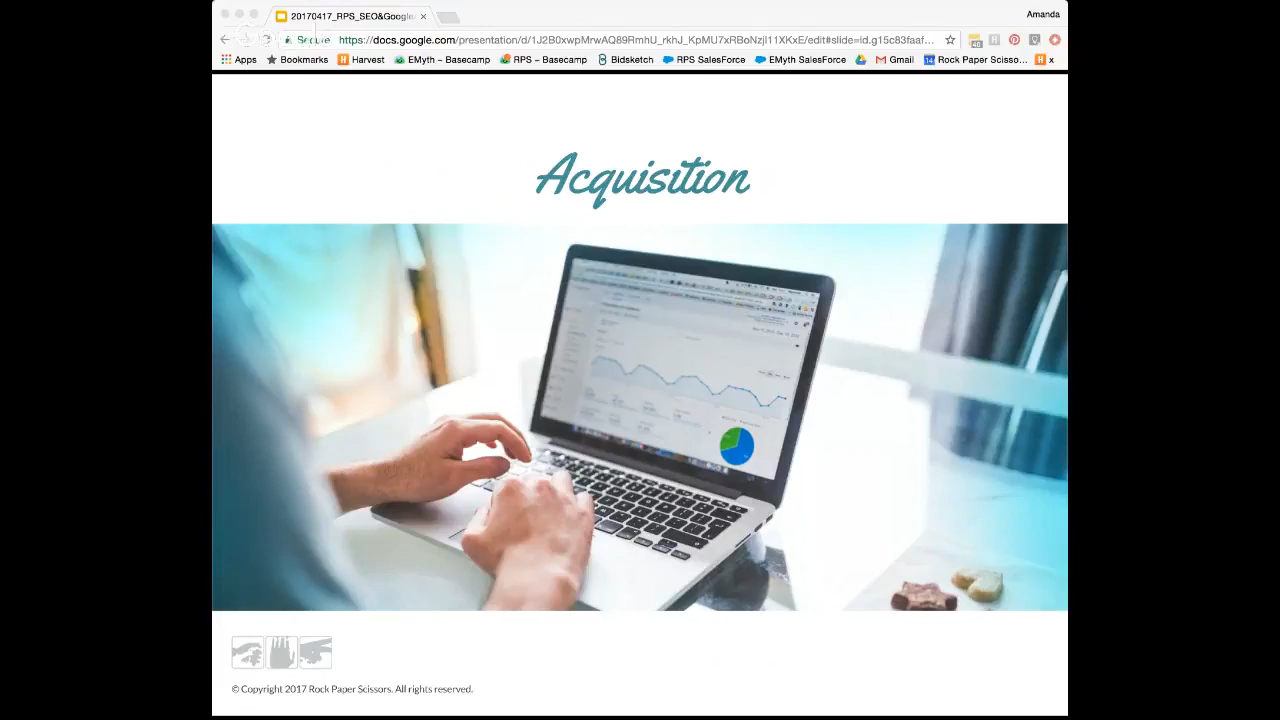 20170417_RPS_SEO&Google
Amanda
Secure https://docs.google.com/presentation/d/1J2B0xwpMrwAQ89RmhU_rkhJ_KpMU7xRBoNzjl11XKxE/edit#slide=id.g15c83faaf...
40
Apps Bookmarks Harvest EMyth – Basecamp RPS – Basecamp Bidsketch RPS SalesForce EMyth SalesForce Gmail Rock Paper Scisso... x
Acquisition
© Copyright 2017 Rock Paper Scissors. All rights reserved.